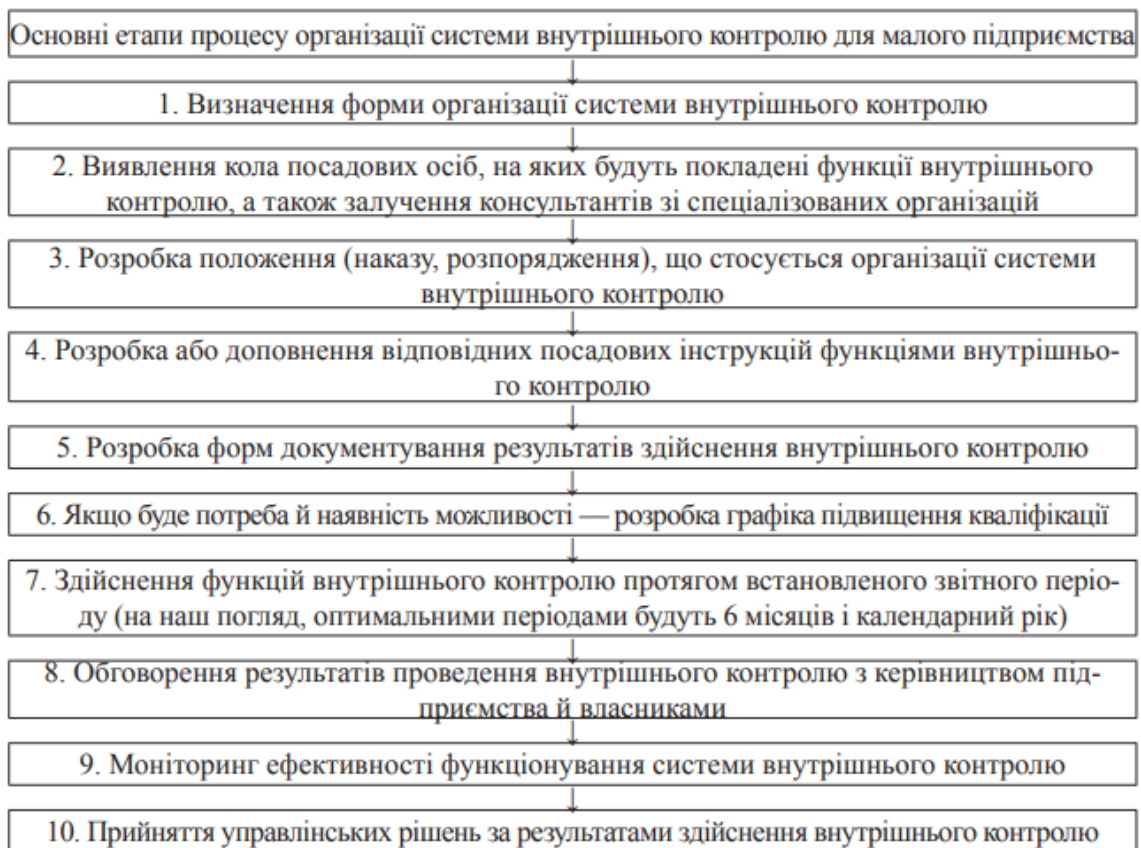 Основні етапи процесу організації системи внутрішнього контролю для малого підприємства
↓
1. Визначення форми організації системи внутрішнього контролю
↓
2. Виявлення кола посадових осіб, на яких будуть покладені функції внутрішнього
контролю, а також залучення консультантів зі спеціалізованих організацій
↓
3. Розробка положення (наказу, розпорядження), що стосується організації системи
внутрішнього контролю
↓
4. Розробка або доповнення відповідних посадових інструкцій функціями внутрішньо-
го контролю
↓
5. Розробка форм документування результатів здійснення внутрішнього контролю
↓
6. Якщо буде потреба й наявність можливості — розробка графіка підвищення кваліфікації
↓
7. Здійснення функцій внутрішнього контролю протягом встановленого звітного періо-
ду (на наш погляд, оптимальними періодами будуть 6 місяців і календарний рік)
↓
8. Обговорення результатів проведення внутрішнього контролю з керівництвом під-
приємства й власниками
↓
9. Моніторинг ефективності функціонування системи внутрішнього контролю
↓
10. Прийняття управлінських рішень за результатами здійснення внутрішнього контролю